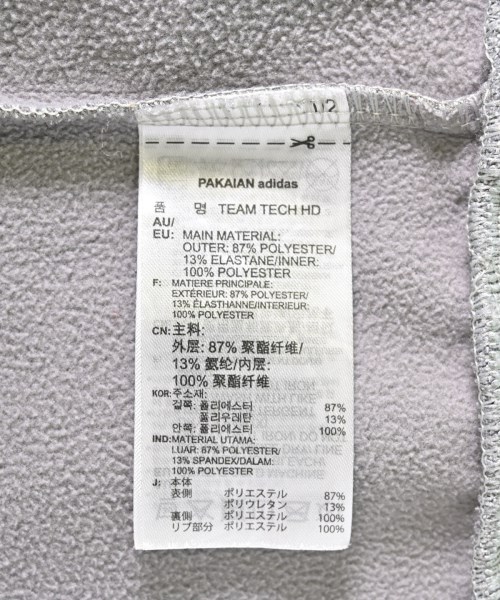 1/2
PAKAIAN adidas
품 명 TEAM TECH HD
AU/
EU: MAIN MATERIAL:
OUTER: 87% POLYESTER/
13% ELASTANE/INNER:
100% POLYESTER
F: MATIERE PRINCIPALE:
EXTÉRIEUR: 87% POLYESTER/
13% ÉLASTHANNE/INTERIEUR:
100% POLYESTER
CN: 主料:
外层: 87% 聚酯纤维/
13% 氨纶/内层:
100% 聚酯纤维
KOR: 주소재:
겉쪽: 폴리에스터 87%
폴리우레탄 13%
안쪽: 폴리에스터 100%
IND: MATERIAL UTAMA:
LUAR: 87% POLYESTER/
13% SPANDEX/DALAM:
100% POLYESTER
J: 本体
表側 ポリエステル 87%
ポリウレタン 13%
裏側 ポリエステル 100%
リブ部分 ポリエステル 100%